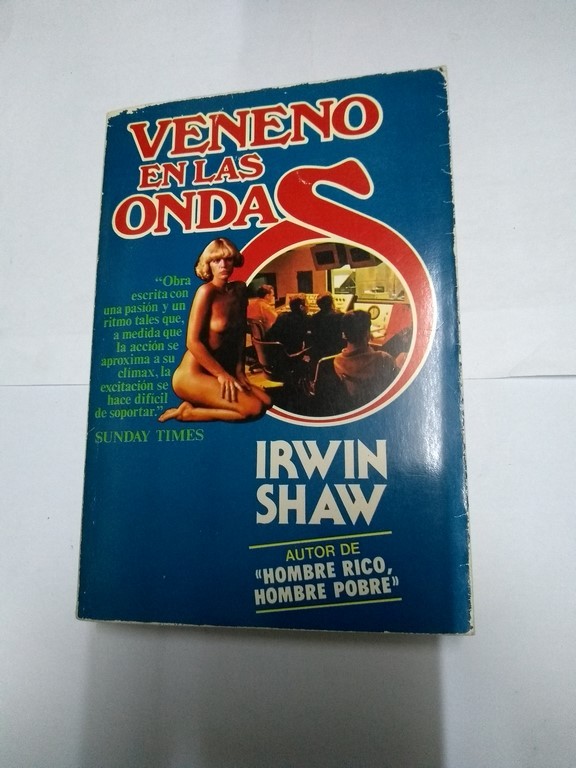 VENENO
EN LAS
ONDAS
"Obra
escrita con
una pasión y un
ritmo tales que,
a medida que
la acción se
aproxima a su
clímax, la
excitación se
hace difícil
de soportar."
SUNDAY TIMES
IRWIN
SHAW
AUTOR DE
"HOMBRE RICO,
HOMBRE POBRE"